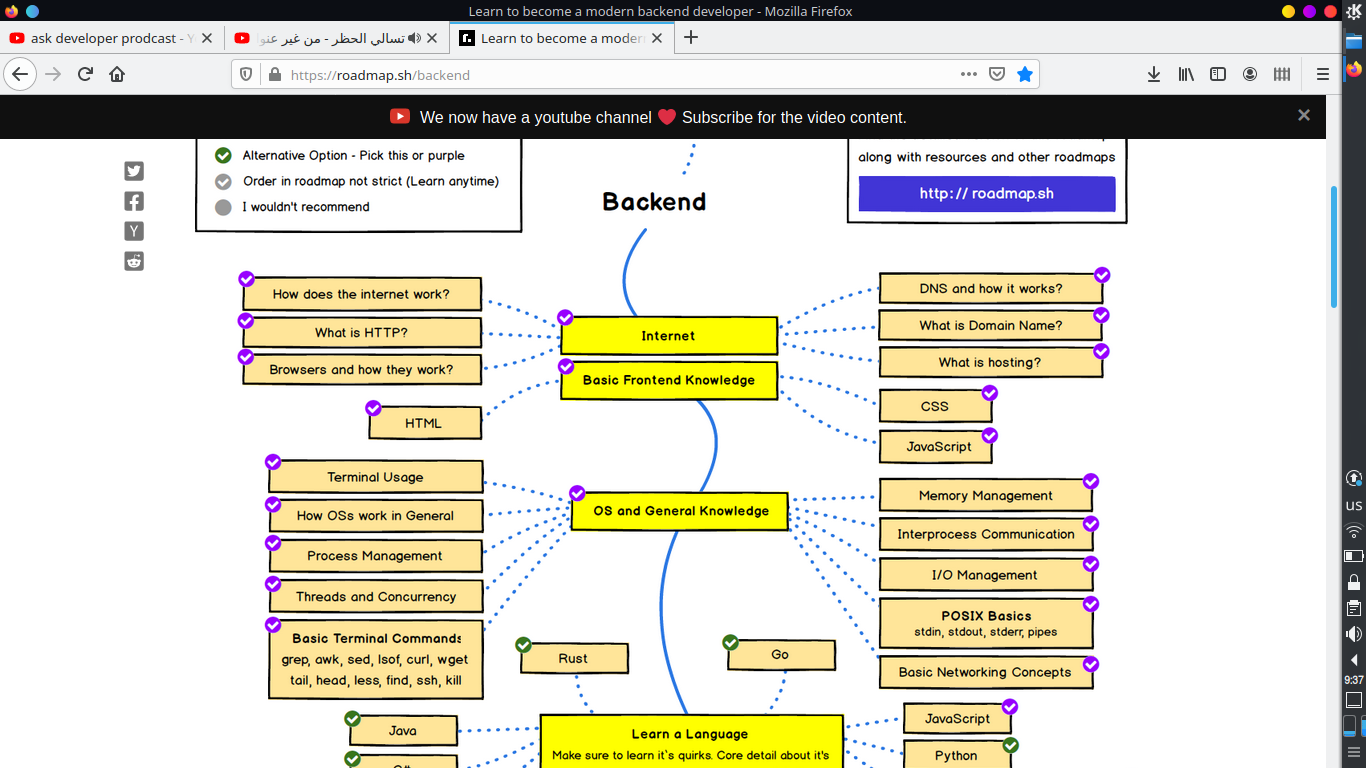 Learn to become a modern backend developer - Mozilla Firefox
ask developer prodcast - Y
تسالي الحظر - من غير عنو
Learn to become a moder
https://roadmap.sh/backend
We now have a youtube channel Subscribe for the video content.
Alternative Option - Pick this or purple
Order in roadmap not strict (Learn anytime)
I wouldn't recommend
along with resources and other roadmaps
http://roadmap.sh
Backend
How does the internet work?
What is HTTP?
Browsers and how they work?
HTML
Internet
Basic Frontend Knowledge
DNS and how it works?
What is Domain Name?
What is hosting?
CSS
JavaScript
Terminal Usage
How OSs work in General
Process Management
Threads and Concurrency
Basic Terminal Commands
grep, awk, sed, lsof, curl, wget
tail, head, less, find, ssh, kill
OS and General Knowledge
Memory Management
Interprocess Communication
I/O Management
POSIX Basics
stdin, stdout, stderr, pipes
Basic Networking Concepts
Rust
Go
Java
Learn a Language
Make sure to learn it`s quirks. Core detail about it's
JavaScript
Python
US
9:37